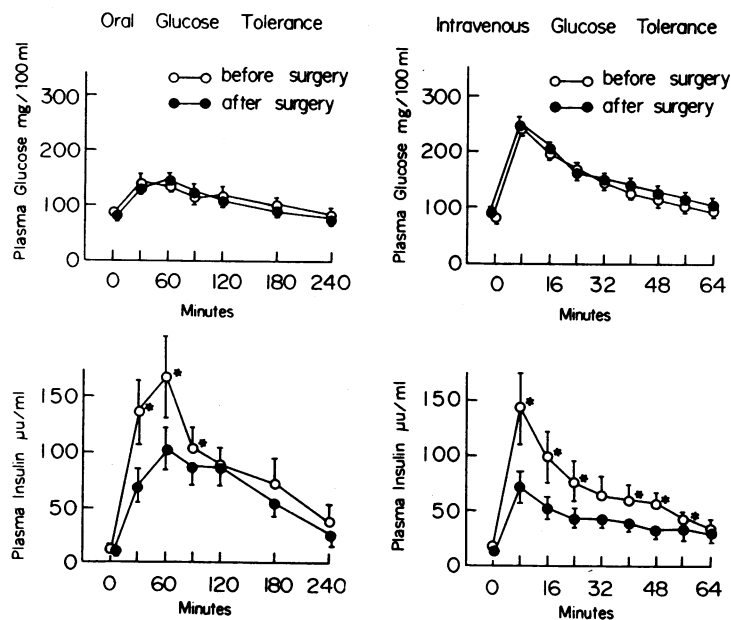 Oral Glucose Tolerance
Plasma Glucose mg/100ml
300
200
100
0
before surgery
after surgery
0 60 120 180 240
Minutes
Intravenous Glucose Tolerance
Plasma Glucose mg/100ml
300
200
100
0
before surgery
after surgery
0 16 32 48 64
Minutes
Plasma Insulin μu/ml
150
100
50
0
* * *
0 60 120 180 240
Minutes
Plasma Insulin μu/ml
150
100
50
0
* * * * * *
0 16 32 48 64
Minutes